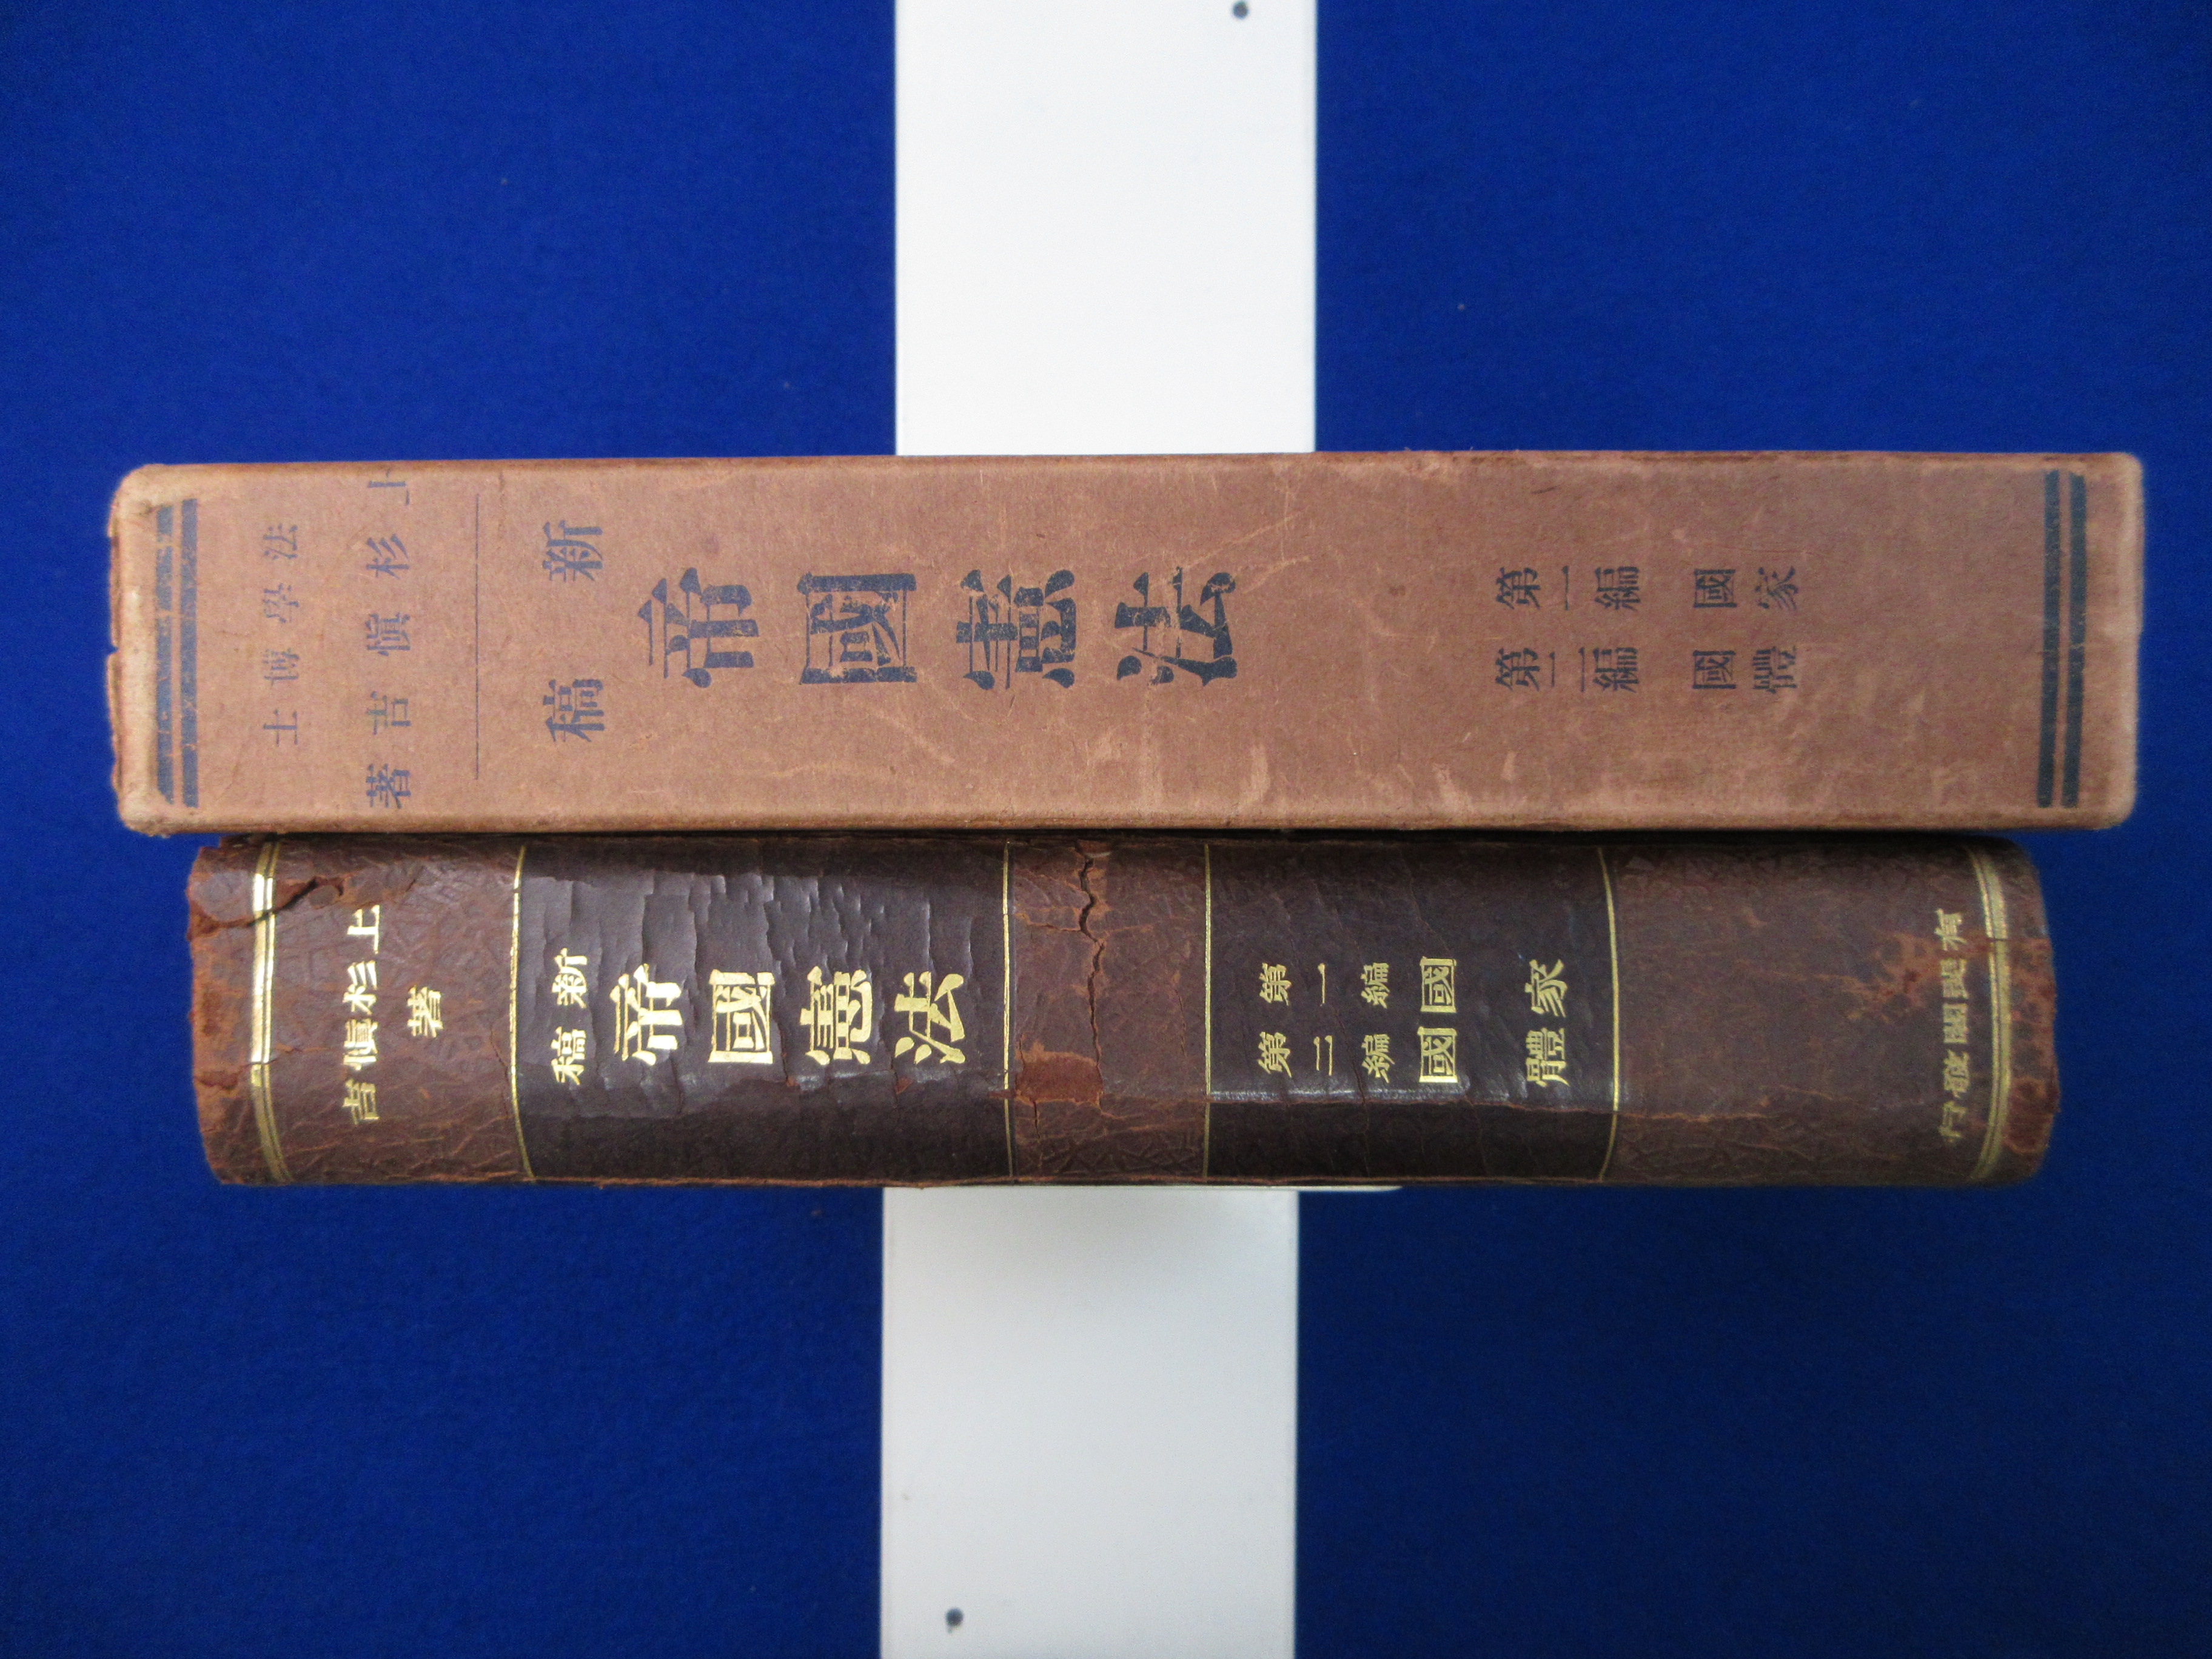 法學博士
上杉愼吉著
新稿
帝國憲法
第一編 國家
第二編 國體
上杉愼吉
著
新稿
帝國憲法
第一編 國家
第二編 國體
有斐閣發行